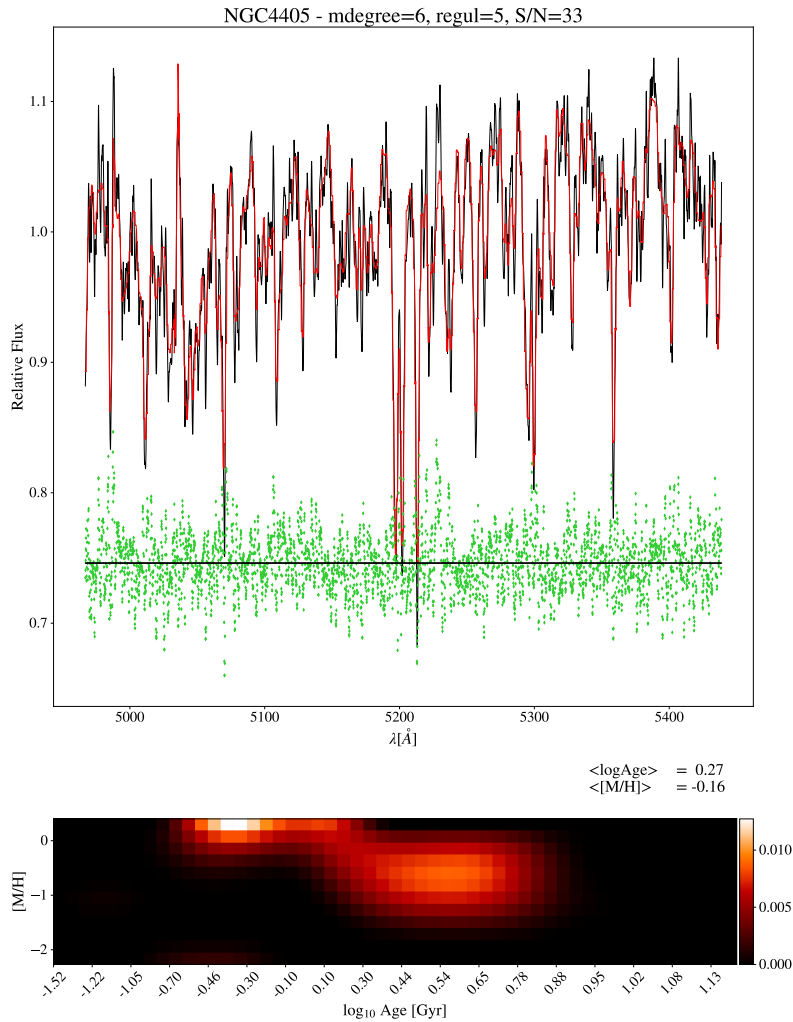 NGC4405 - mdegree=6, regul=5, S/N=33
1.1
1.0
0.9
0.8
0.7
Relative Flux
5000 5100 5200 5300 5400
λ[Å]
<logAge> = 0.27
<[M/H]> = -0.16
0
−1
−2
[M/H]
0.010
0.005
0.000
-1.52 -1.22 -1.05 -0.70 -0.46 -0.30 -0.10 0.10 0.30 0.44 0.54 0.65 0.78 0.88 0.95 1.02 1.08 1.13
log10 Age [Gyr]